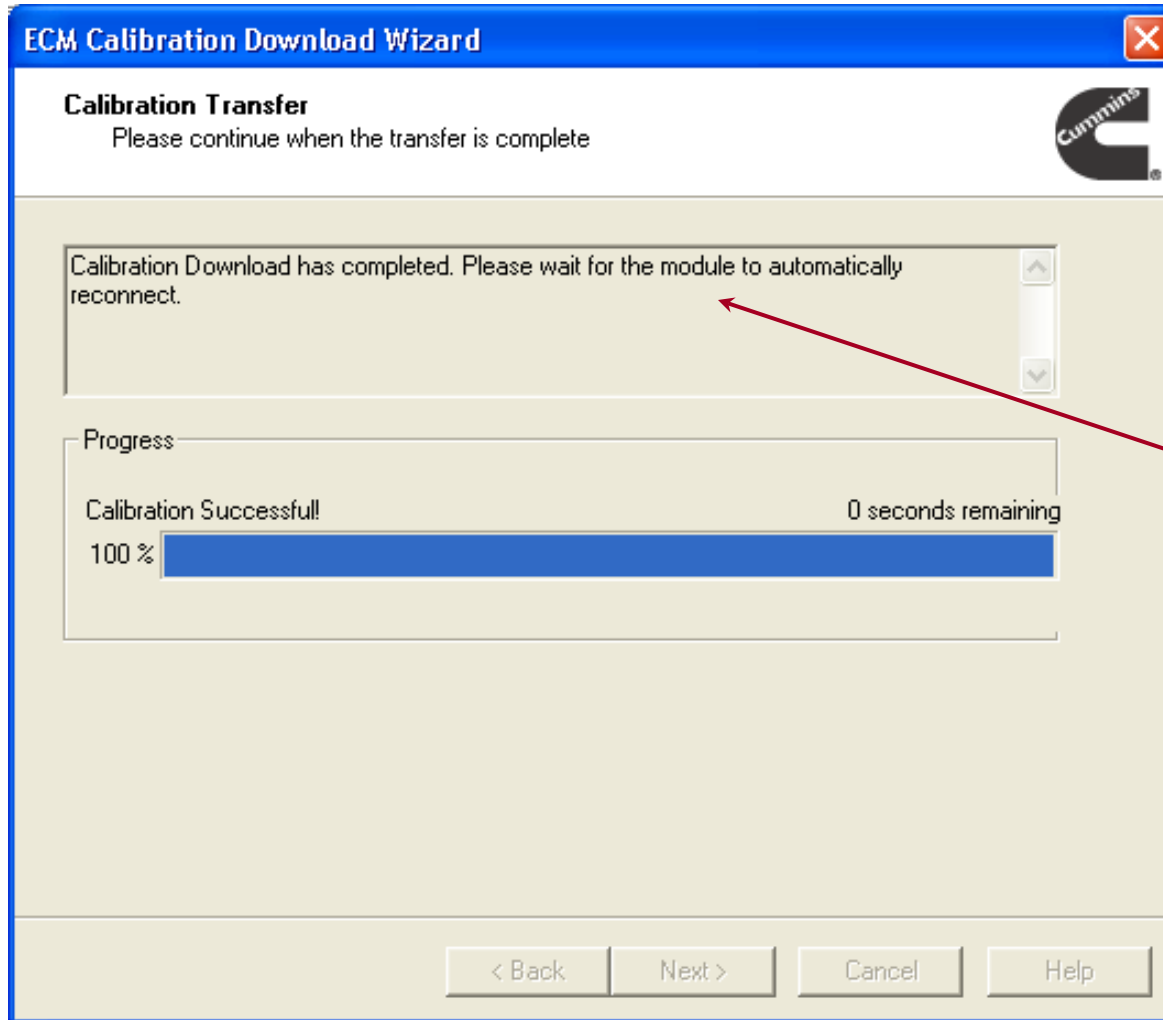 ECM Calibration Download Wizard
Calibration Transfer
Please continue when the transfer is complete
Cummins
®
Calibration Download has completed. Please wait for the module to automatically
reconnect.
Progress
Calibration Successful!
0 seconds remaining
100 %
< Back
Next >
Cancel
Help